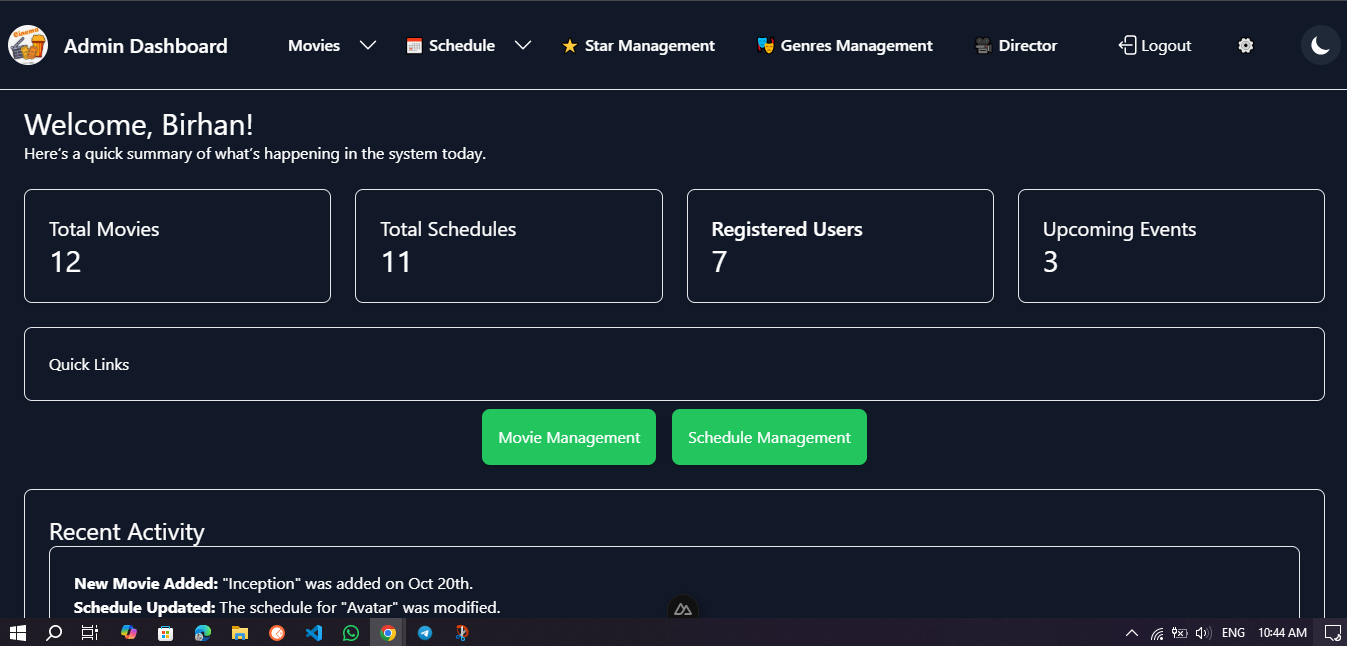 Cinema
Admin Dashboard Movies Schedule Star Management Genres Management Director Logout
Welcome, Birhan!
Here's a quick summary of what's happening in the system today.
Total Movies Total Schedules Registered Users Upcoming Events
12 11 7 3
Quick Links
Movie Management Schedule Management
Recent Activity
New Movie Added: "Inception" was added on Oct 20th.
Schedule Updated: The schedule for "Avatar" was modified.
ENG 10:44 AM